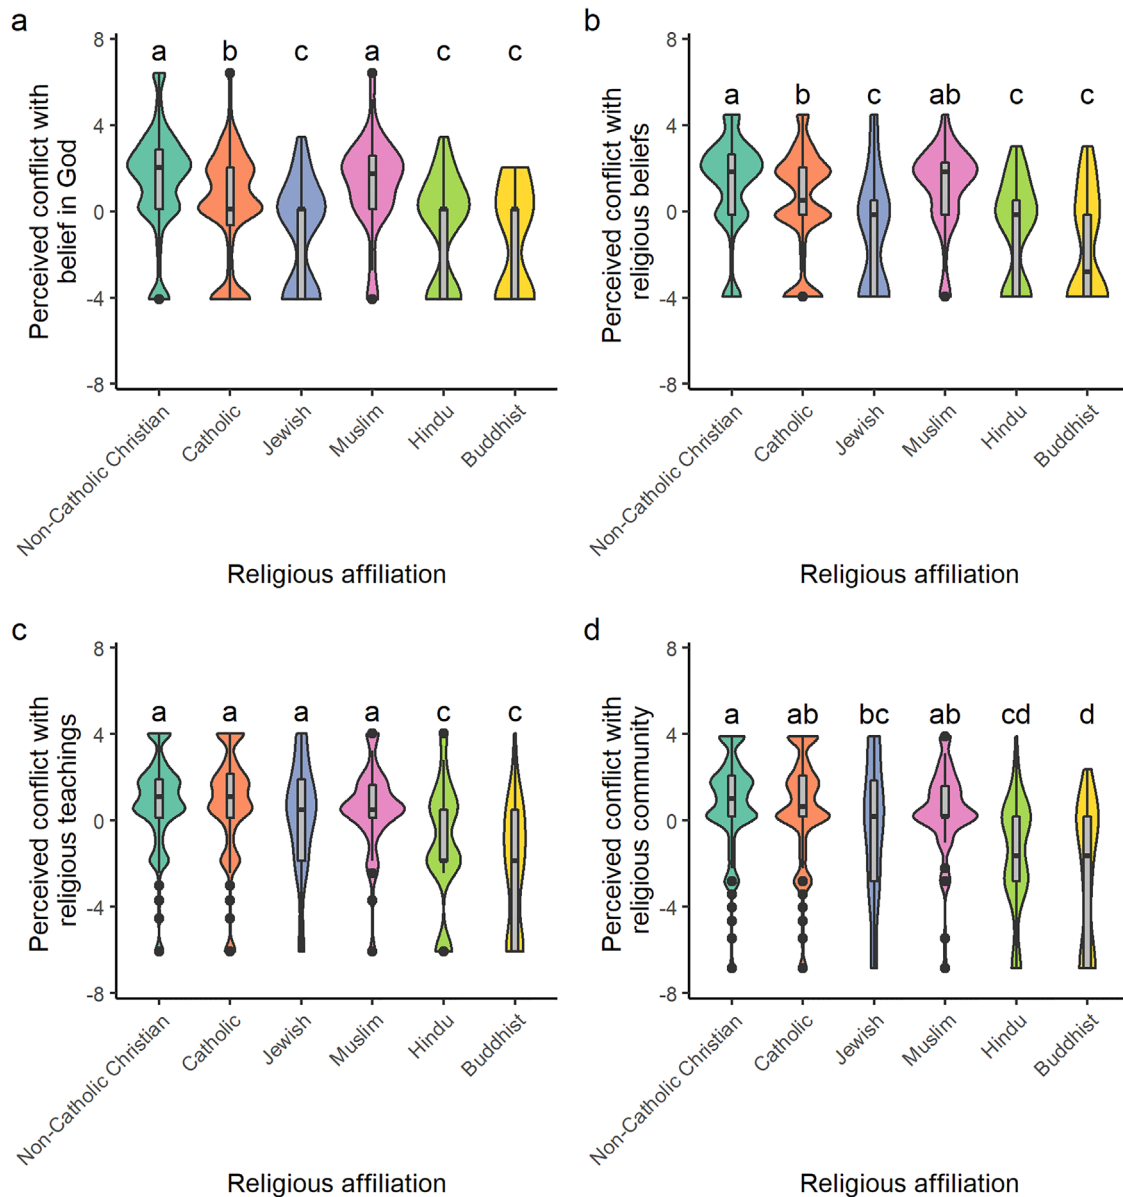 a
8
4
0
-4
-8
Perceived conflict with
belief in God
a b c a c c
Non-Catholic Christian
Catholic
Jewish
Muslim
Hindu
Buddhist
Religious affiliation
b
8
4
0
-4
-8
Perceived conflict with
religious beliefs
a b c ab c c
Non-Catholic Christian
Catholic
Jewish
Muslim
Hindu
Buddhist
Religious affiliation
c
8
4
0
-4
-8
Perceived conflict with
religious teachings
a a a a c c
Non-Catholic Christian
Catholic
Jewish
Muslim
Hindu
Buddhist
Religious affiliation
d
8
4
0
-4
-8
Perceived conflict with
religious community
a ab bc ab cd d
Non-Catholic Christian
Catholic
Jewish
Muslim
Hindu
Buddhist
Religious affiliation